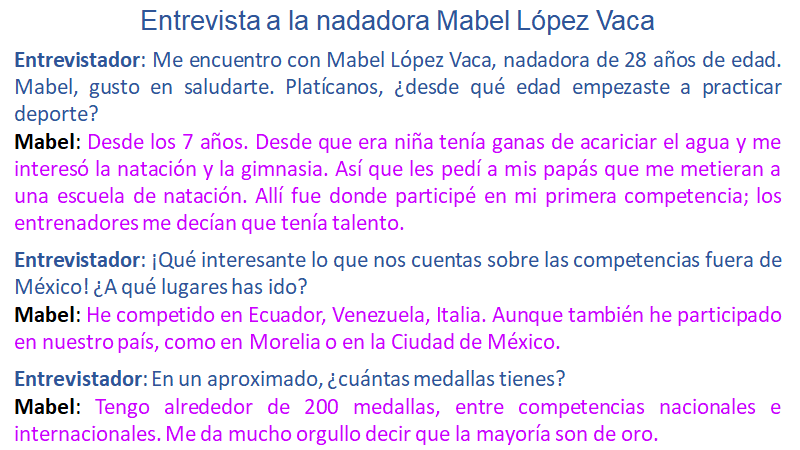 Entrevista a la nadadora Mabel López Vaca
Entrevistador: Me encuentro con Mabel López Vaca, nadadora de 28 años de edad.
Mabel, gusto en saludarte. Platícanos, ¿desde qué edad empezaste a practicar
deporte?
Mabel: Desde los 7 años. Desde que era niña tenía ganas de acariciar el agua y me
interesó la natación y la gimnasia. Así que les pedí a mis papás que me metieran a
una escuela de natación. Allí fue donde participé en mi primera competencia; los
entrenadores me decían que tenía talento.
Entrevistador: ¡Qué interesante lo que nos cuentas sobre las competencias fuera de
México! ¿A qué lugares has ido?
Mabel: He competido en Ecuador, Venezuela, Italia. Aunque también he participado
en nuestro país, como en Morelia o en la Ciudad de México.
Entrevistador: En un aproximado, ¿cuántas medallas tienes?
Mabel: Tengo alrededor de 200 medallas, entre competencias nacionales e
internacionales. Me da mucho orgullo decir que la mayoría son de oro.